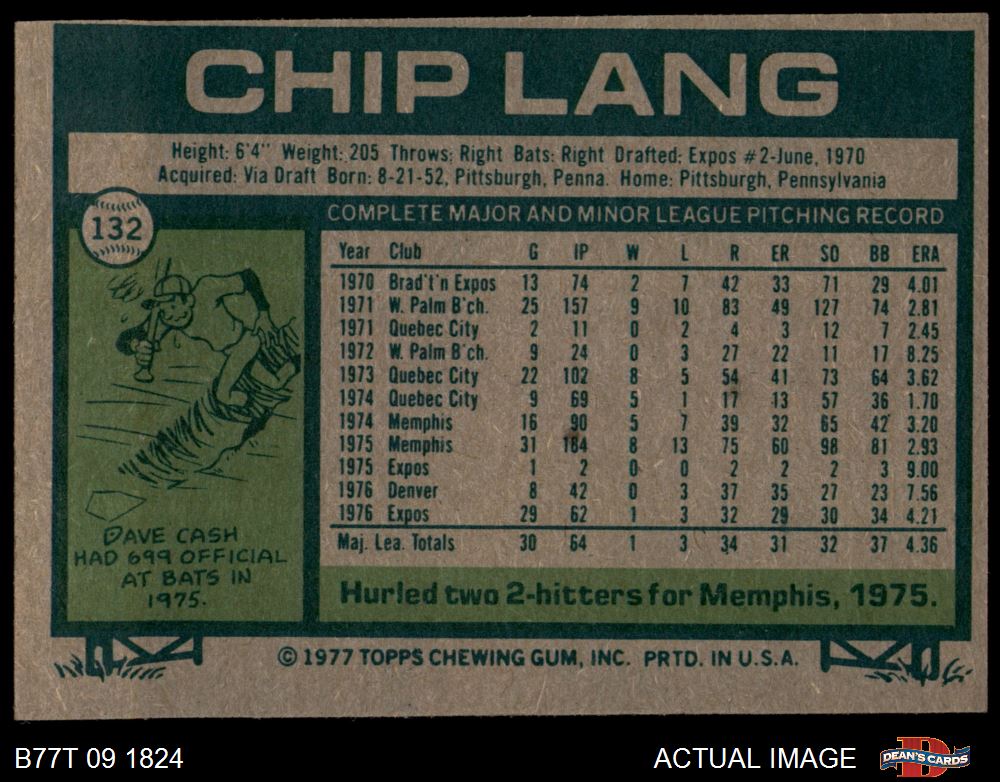 CHIP LANG
Height: 6'4" Weight: 205 Throws: Right Bats: Right Drafted: Expos #2-June, 1970
Acquired: Via Draft Born: 8-21-52, Pittsburgh, Penna. Home: Pittsburgh, Pennsylvania
132
COMPLETE MAJOR AND MINOR LEAGUE PITCHING RECORD
Year Club G IP W L R ER SO BB ERA
1970 Brad't'n Expos 13 74 2 7 42 33 71 29 4.01
1971 W. Palm B'ch. 25 157 9 10 83 49 127 74 2.81
1971 Quebec City 2 11 0 2 4 3 12 7 2.45
1972 W. Palm B'ch. 9 24 0 3 27 22 11 17 8.25
1973 Quebec City 22 102 8 5 54 41 73 64 3.62
1974 Quebec City 9 69 5 1 17 13 57 36 1.70
1974 Memphis 16 90 5 7 39 32 65 42 3.20
1975 Memphis 31 184 8 13 75 60 98 81 2.93
1975 Expos 1 2 0 0 2 2 2 3 9.00
1976 Denver 8 42 0 3 37 35 27 23 7.56
1976 Expos 29 62 1 3 32 29 30 34 4.21
Maj. Lea. Totals 30 64 1 3 34 31 32 37 4.36
DAVE CASH
HAD 699 OFFICIAL
AT BATS IN
1975.
Hurled two 2-hitters for Memphis, 1975.
© 1977 TOPPS CHEWING GUM, INC. PRTD. IN U.S.A.
B77T 09 1824
ACTUAL IMAGE
D
DEAN'S CARDS